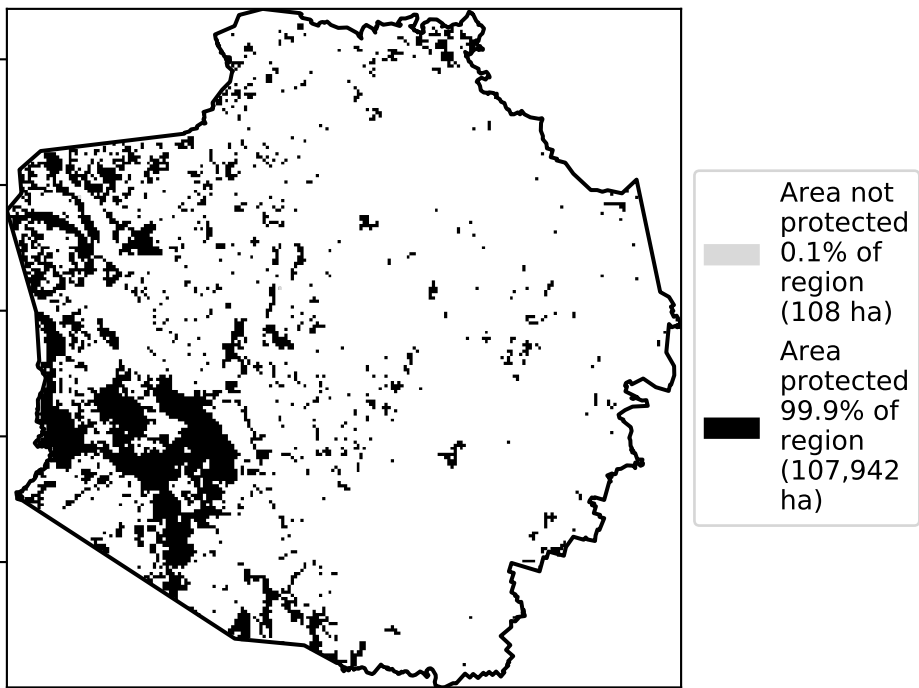 Area not
protected
0.1% of
region
(108 ha)
Area
protected
99.9% of
region
(107,942
ha)